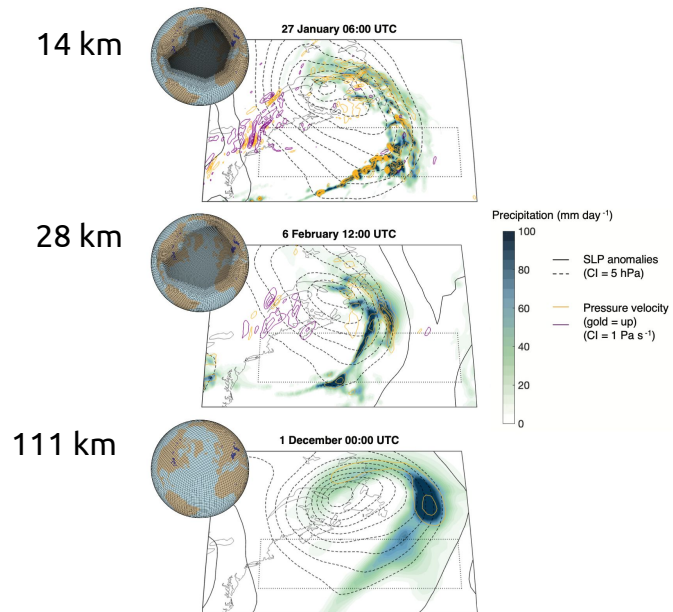 14 km
27 January 06:00 UTC
28 km
6 February 12:00 UTC
Precipitation (mm day -1)
100
80
60
40
20
0
SLP anomalies
(CI = 5 hPa)
Pressure velocity
(gold = up)
(CI = 1 Pa s-1)
111 km
1 December 00:00 UTC